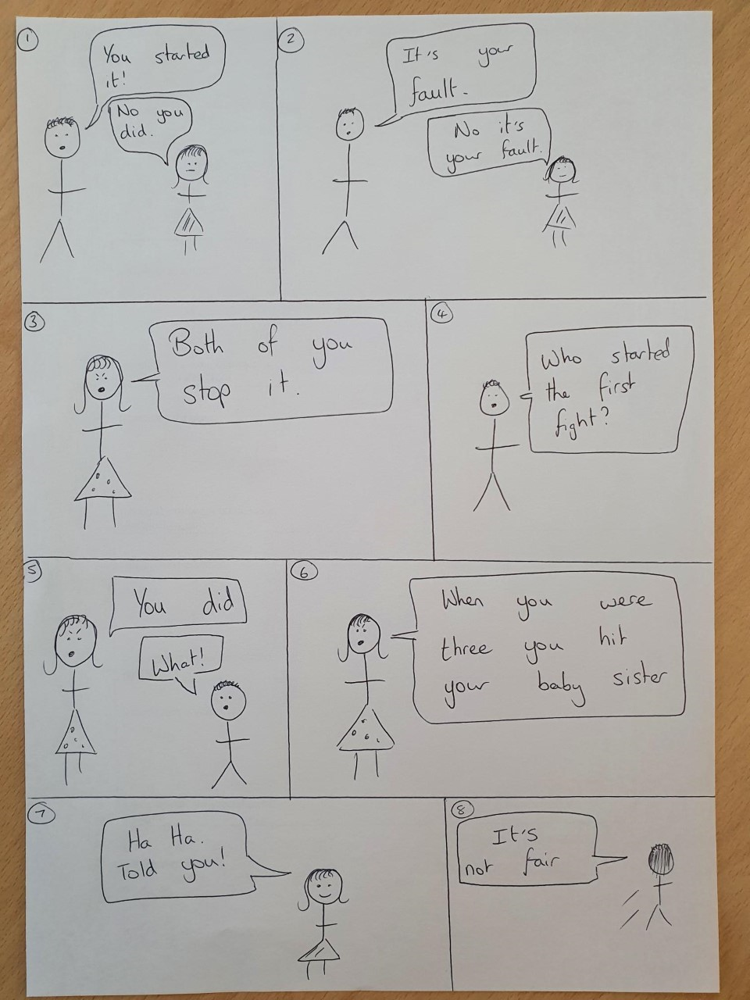 1
You started
it!
No you
did.
2
It's your
fault.
No it's
your fault.
3
Both of you
stop it.
4
Who started
the first
fight?
5
You did
What!
6
When you were
three you hit
your baby sister
7
Ha Ha.
Told you!
8
It's
not fair